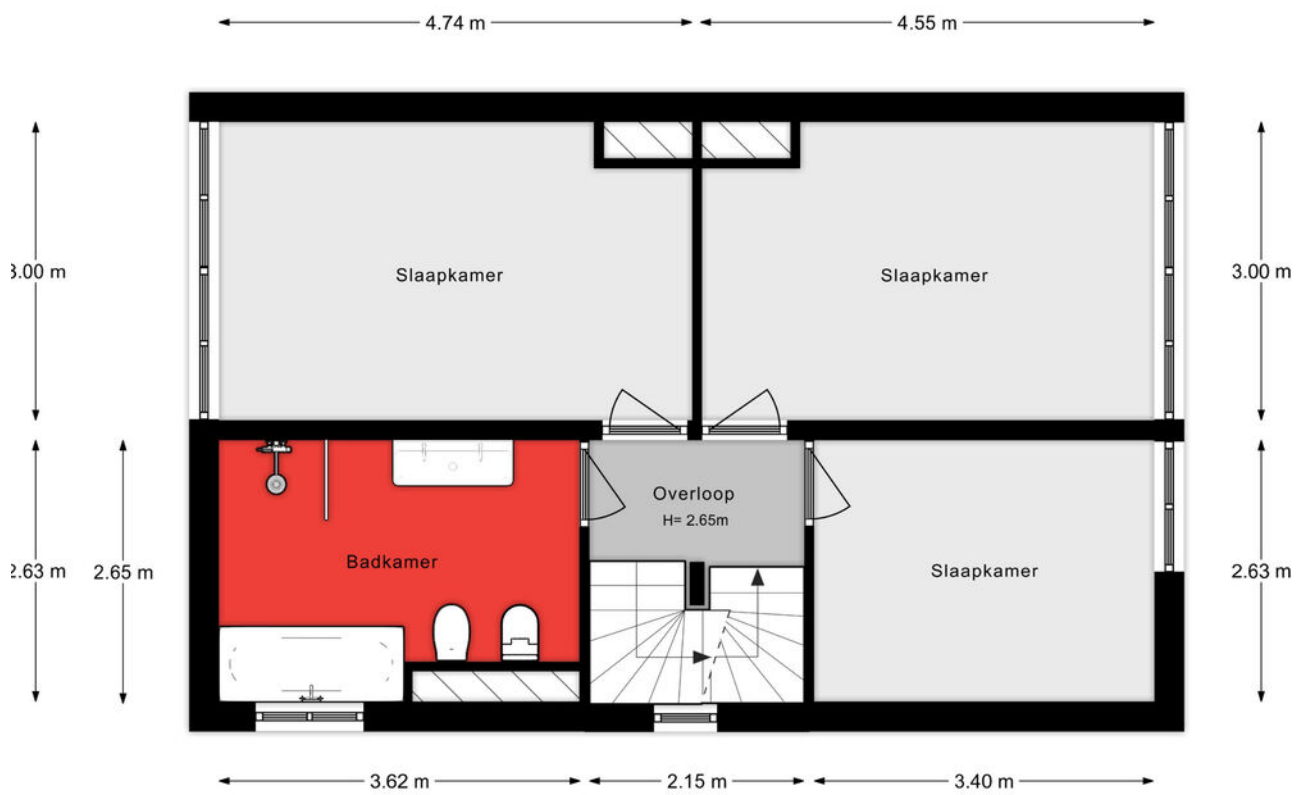 4.74 m
4.55 m
3.00 m
Slaapkamer
Slaapkamer
3.00 m
Overloop
H= 2.65m
Badkamer
2.63 m
2.65 m
Slaapkamer
2.63 m
3.62 m
2.15 m
3.40 m